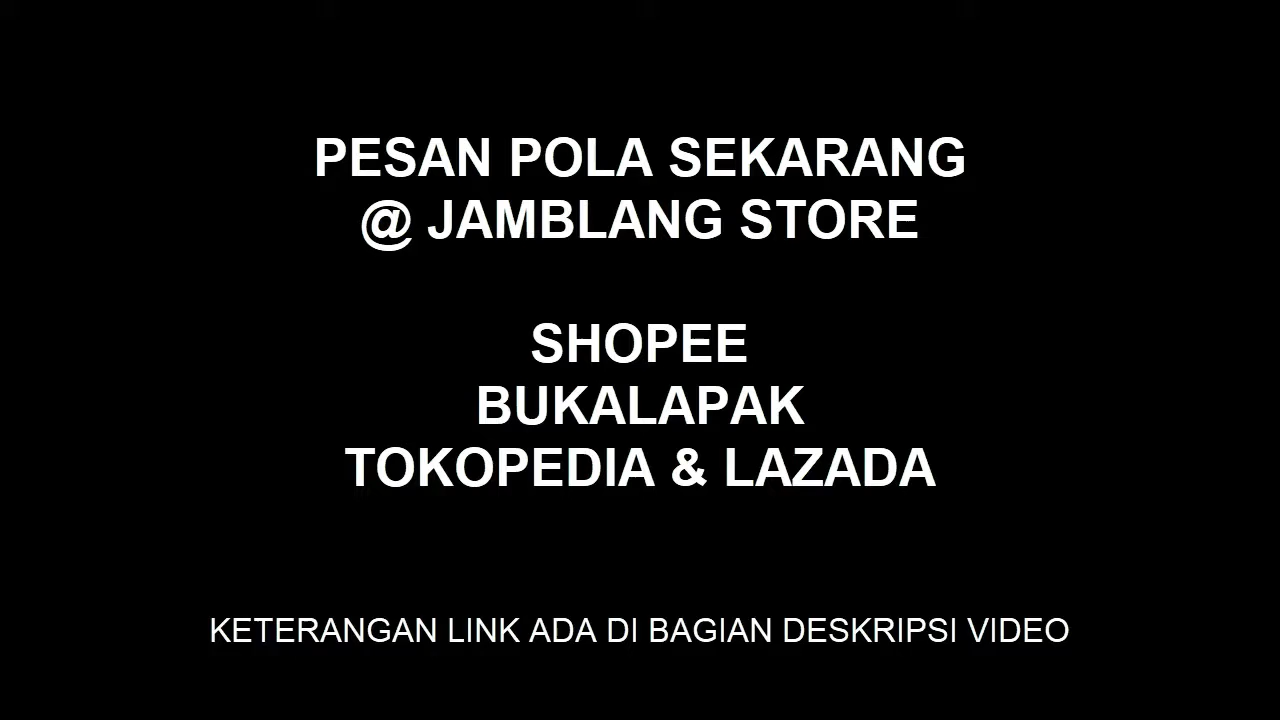 PESAN POLA SEKARANG
@ JAMBLANG STORE
SHOPEE
BUKALAPAK
TOKOPEDIA & LAZADA
KETERANGAN LINK ADA DI BAGIAN DESKRIPSI VIDEO